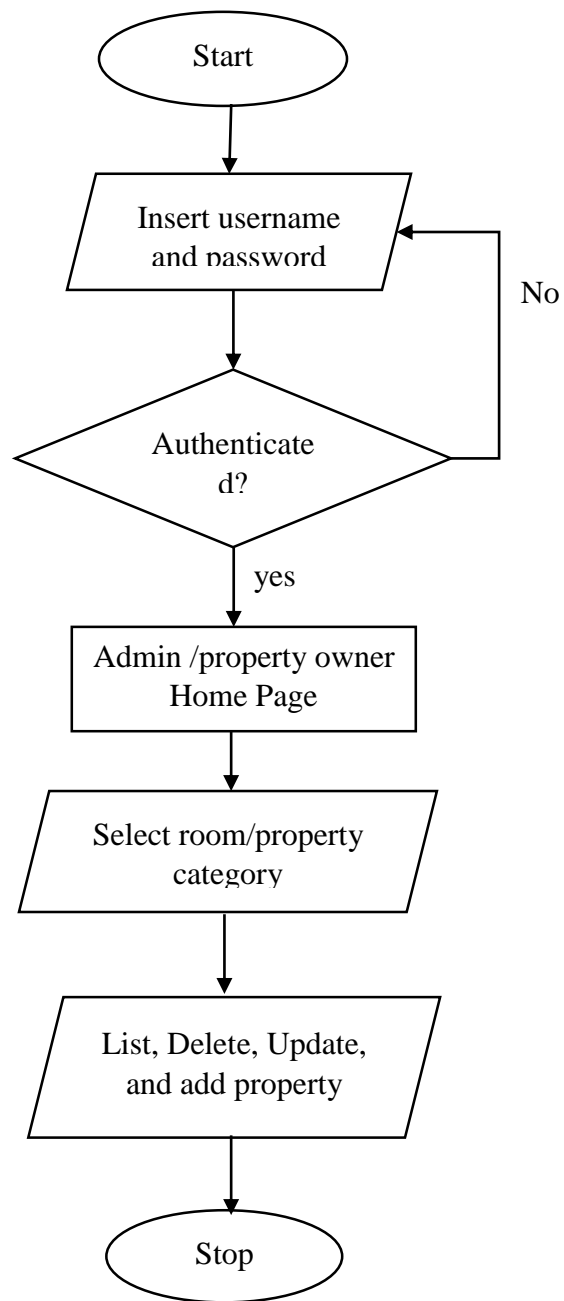 Start
Insert username
and password
No
Authenticate
d?
yes
Admin /property owner
Home Page
Select room/property
category
List, Delete, Update,
and add property
Stop